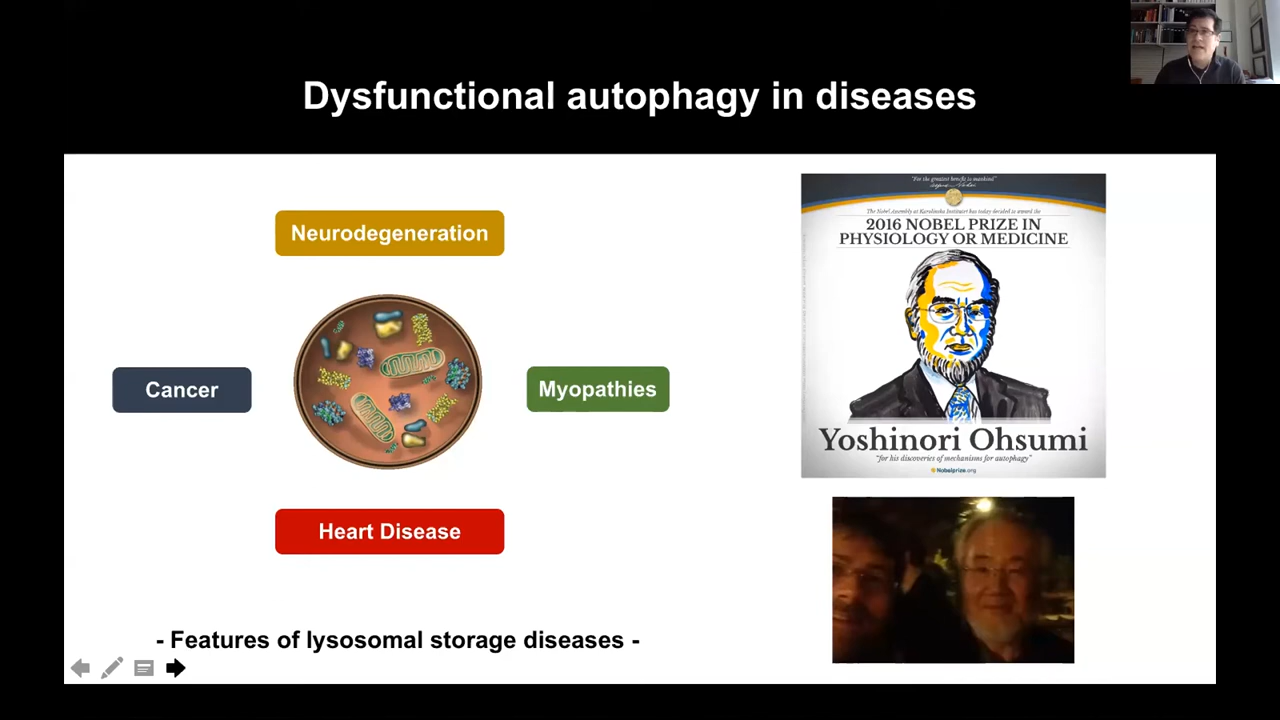 Dysfunctional autophagy in diseases
Neurodegeneration
Cancer
Myopathies
Heart Disease
- Features of lysosomal storage diseases -
"For the greatest benefit to mankind"
The Nobel Assembly at Karolinska Institutet has today decided to award the
2016 NOBEL PRIZE IN
PHYSIOLOGY OR MEDICINE
Yoshinori Ohsumi
"for his discoveries of mechanisms for autophagy"
Nobelprize.org